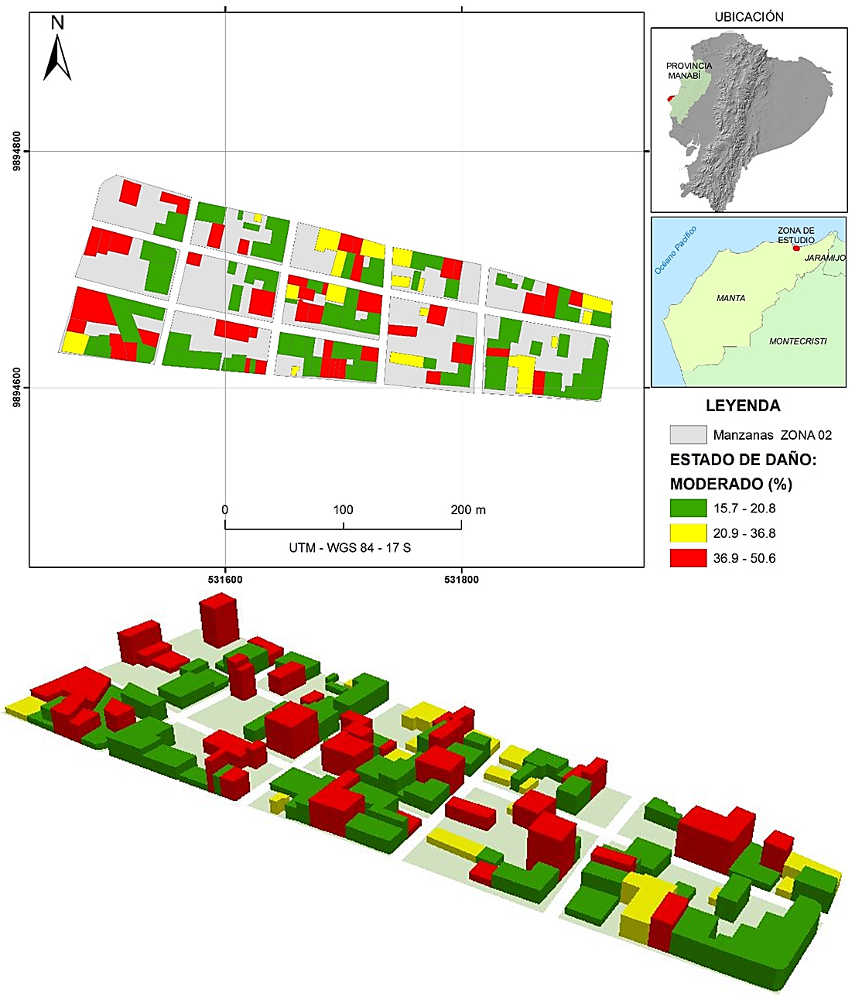 N
9894800
9894600
0 100 200 m
UTM - WGS 84 - 17 S
531600 531800
UBICACIÓN
PROVINCIA
MANABÍ
Océano Pacífico
ZONA DE
ESTUDIO
JARAMIJO
MANTA
MONTECRISTI
LEYENDA
Manzanas ZONA 02
ESTADO DE DAÑO:
MODERADO (%)
15.7 - 20.8
20.9 - 36.8
36.9 - 50.6